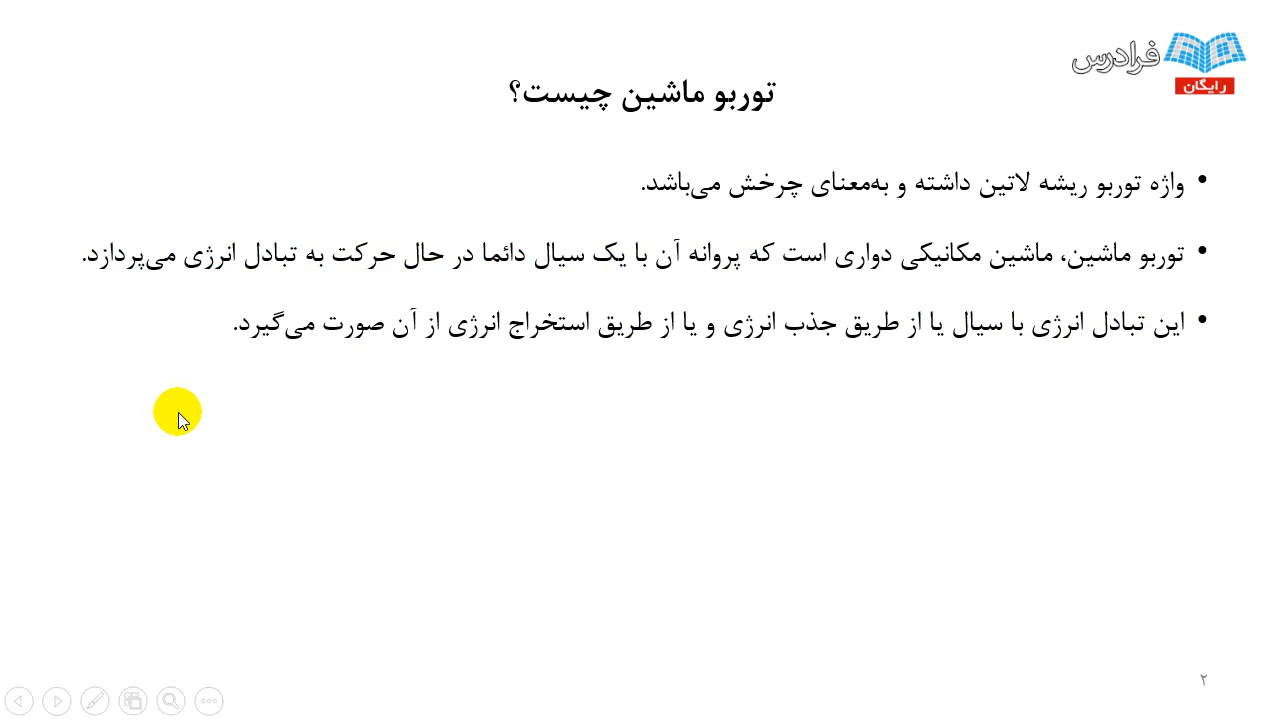 فرادرس
رایگان
توربو ماشین چیست؟
• واژه توربو ریشه لاتین داشته و به‌معنای چرخش می‌باشد.
• توربو ماشین، ماشین مکانیکی دواری است که پروانه آن با یک سیال دائما در حال حرکت به تبادل انرژی می‌پردازد.
• این تبادل انرژی با سیال یا از طریق جذب انرژی و یا از طریق استخراج انرژی از آن صورت می‌گیرد.
۲